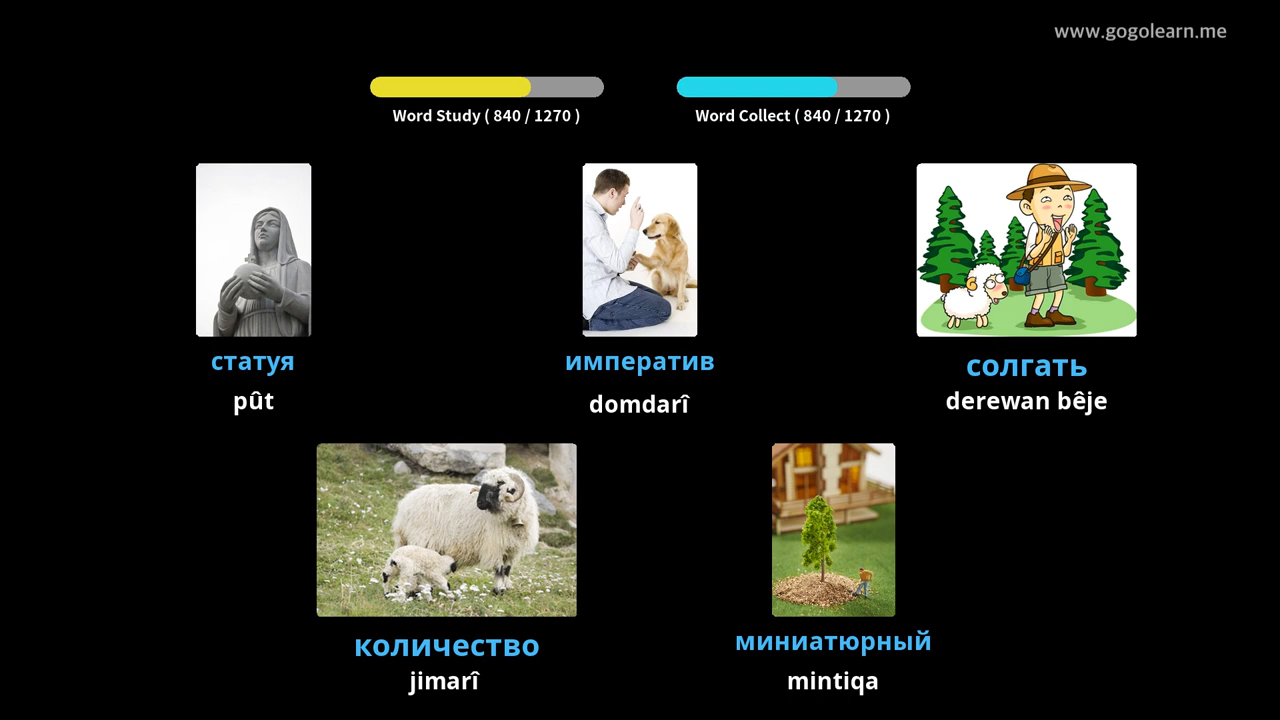 www.gogolearn.me
Word Study ( 840 / 1270 )
Word Collect ( 840 / 1270 )
статуя
pût
императив
domdarî
солгать
derewan bêje
количество
jimarî
миниатюрный
mintiqa